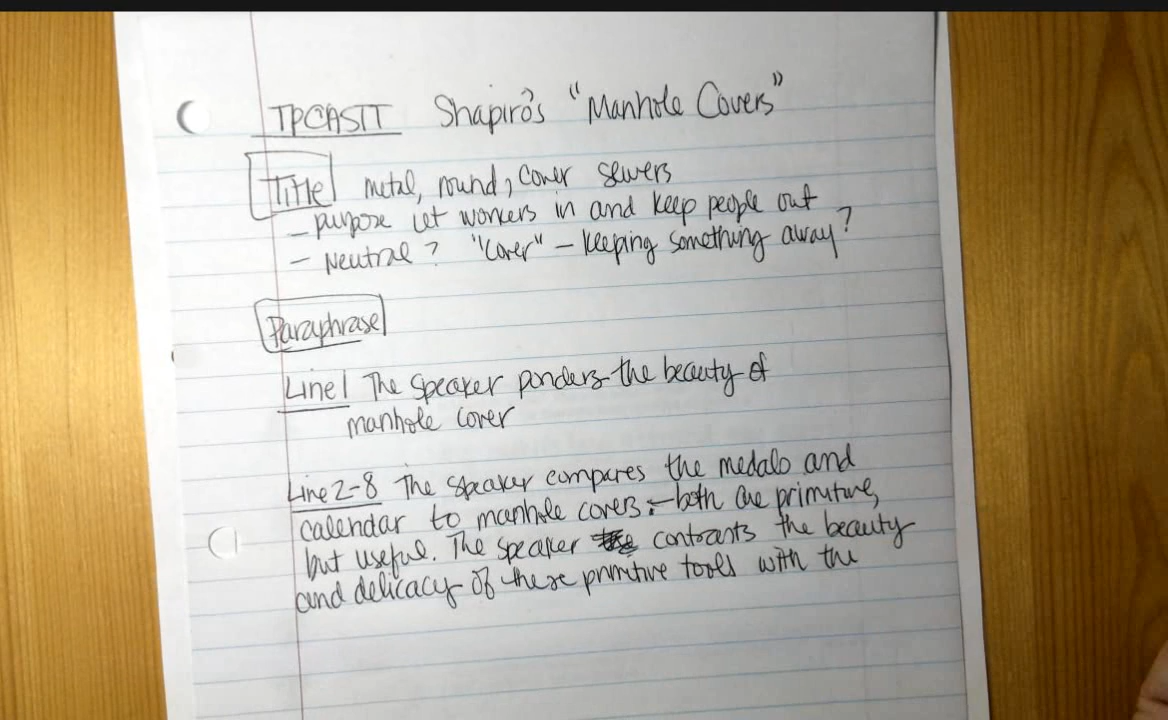 TPCASTT Shapiro's "Manhole Covers"
Title metal, round, cover sewers
- purpose let workers in and keep people out
- Neutral? "Cover" - keeping something away?
Paraphrase
Line 1 The speaker ponders the beauty of
manhole cover
Line 2-8 The speaker compares the medals and
calendar to manhole covers - both are primitive,
but useful. The speaker contrasts the beauty
and delicacy of these primitive tools with the